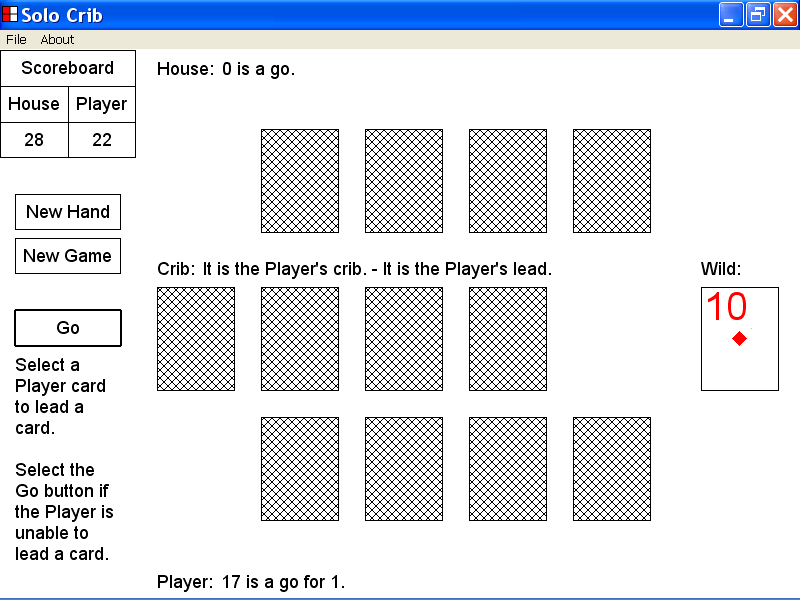 Solo Crib
File About
Scoreboard
House Player
28 22
House: 0 is a go.
New Hand
New Game
Crib: It is the Player's crib. - It is the Player's lead.
Wild:
10
Go
Select a
Player card
to lead a
card.
Select the
Go button if
the Player is
unable to
lead a card.
Player: 17 is a go for 1.